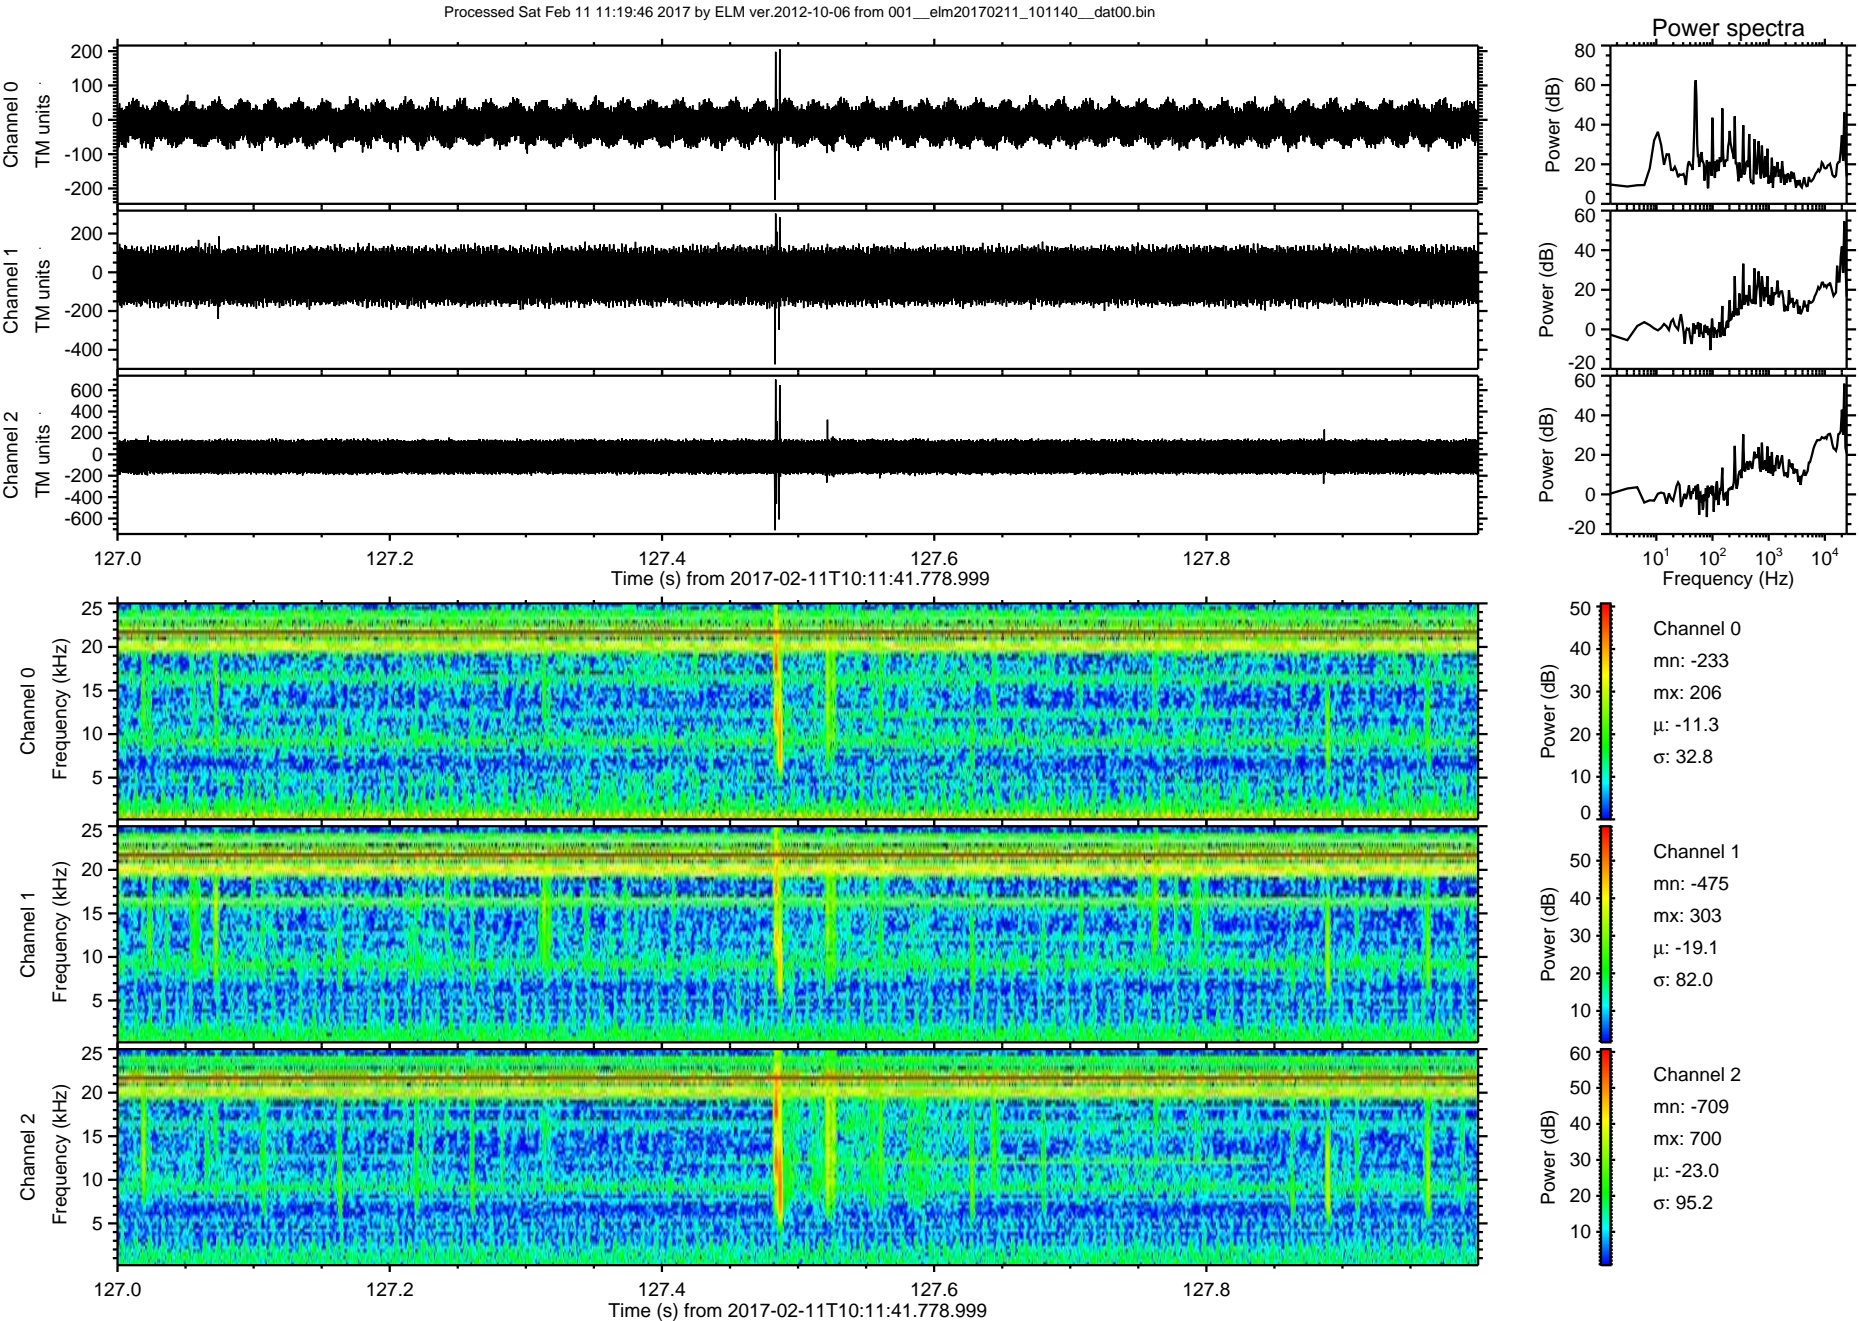 Processed Sat Feb 11 11:19:46 2017 by ELM ver.2012-10-06 from 001__elm20170211_101140__dat00.bin
Power spectra
Channel 0
TM units
200
100
0
-100
-200
Power (dB)
80
60
40
20
0
Channel 1
TM units
200
0
-200
-400
Power (dB)
60
40
20
0
-20
Channel 2
TM units
600
400
200
0
-200
-400
-600
Power (dB)
60
40
20
0
-20
127.0 127.2 127.4 127.6 127.8
Time (s) from 2017-02-11T10:11:41.778.999
10¹ 10² 10³ 10⁴
Frequency (Hz)
Channel 0
Frequency (kHz)
25
20
15
10
5
Power (dB)
50
40
30
20
10
0
Channel 0
mn: -233
mx: 206
μ: -11.3
σ: 32.8
Channel 1
Frequency (kHz)
25
20
15
10
5
Power (dB)
50
40
30
20
10
Channel 1
mn: -475
mx: 303
μ: -19.1
σ: 82.0
Channel 2
Frequency (kHz)
25
20
15
10
5
Power (dB)
60
50
40
30
20
10
Channel 2
mn: -709
mx: 700
μ: -23.0
σ: 95.2
127.0 127.2 127.4 127.6 127.8
Time (s) from 2017-02-11T10:11:41.778.999